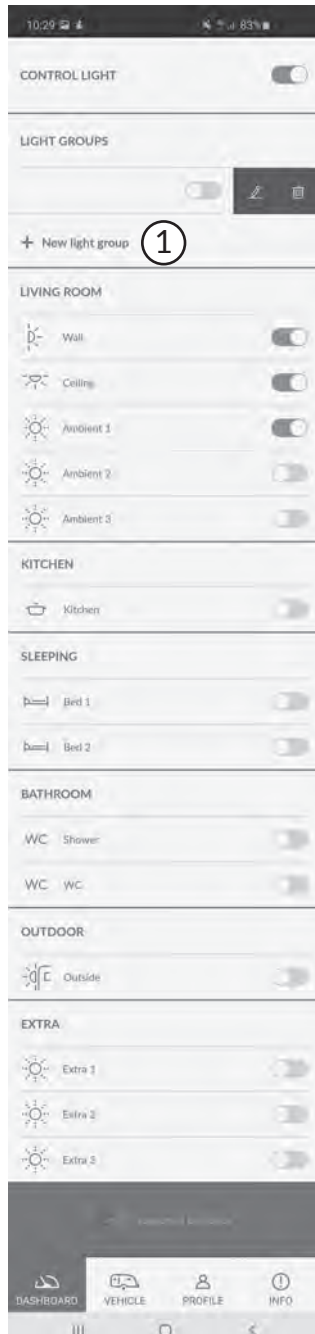 10:29 83%
CONTROL LIGHT
LIGHT GROUPS
+ New light group 1
LIVING ROOM
Wall
Ceiling
Ambient 1
Ambient 2
Ambient 3
KITCHEN
Kitchen
SLEEPING
Bed 1
Bed 2
BATHROOM
WC Shower
WC WC
OUTDOOR
Outside
EXTRA
Extra 1
Extra 2
Extra 3
DASHBOARD VEHICLE PROFILE INFO